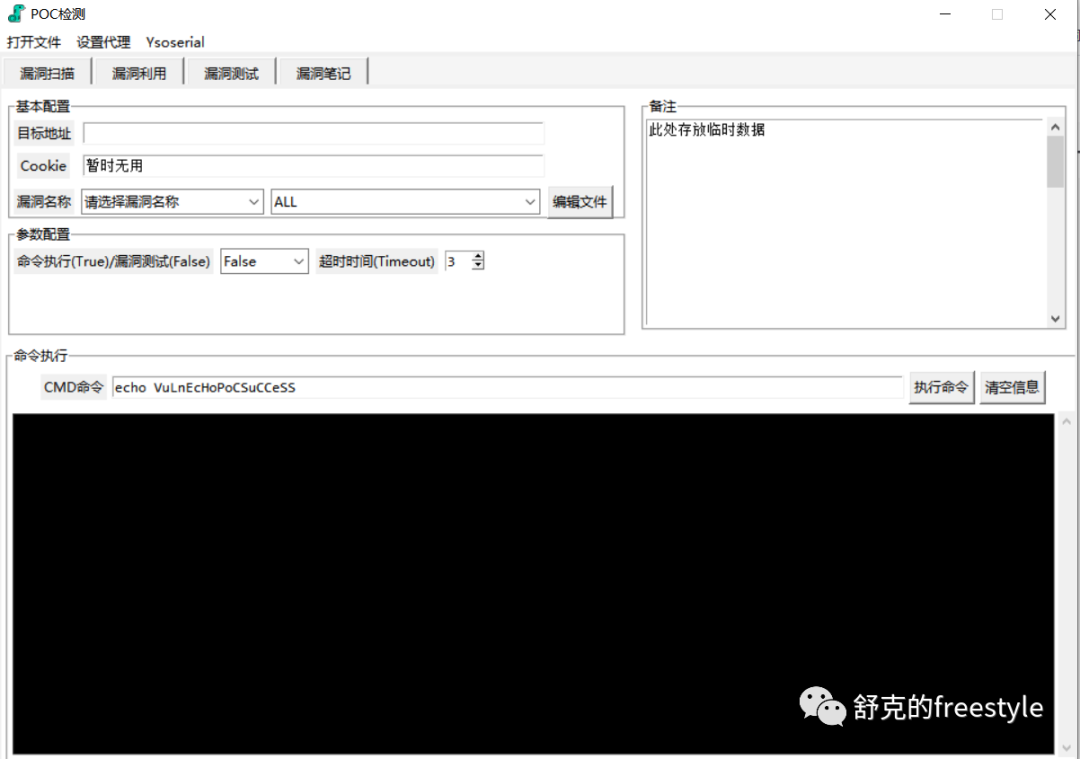 POC检测
打开文件 设置代理 Ysoserial
漏洞扫描 漏洞利用 漏洞测试 漏洞笔记
基本配置
目标地址
Cookie 暂时无用
漏洞名称 请选择漏洞名称 ALL 编辑文件
参数配置
命令执行(True)/漏洞测试(False) False 超时时间(Timeout) 3
备注
此处存放临时数据
命令执行
CMD命令 echo VuLnEcHoPoCSuCCeSS 执行命令 清空信息
舒克的freestyle